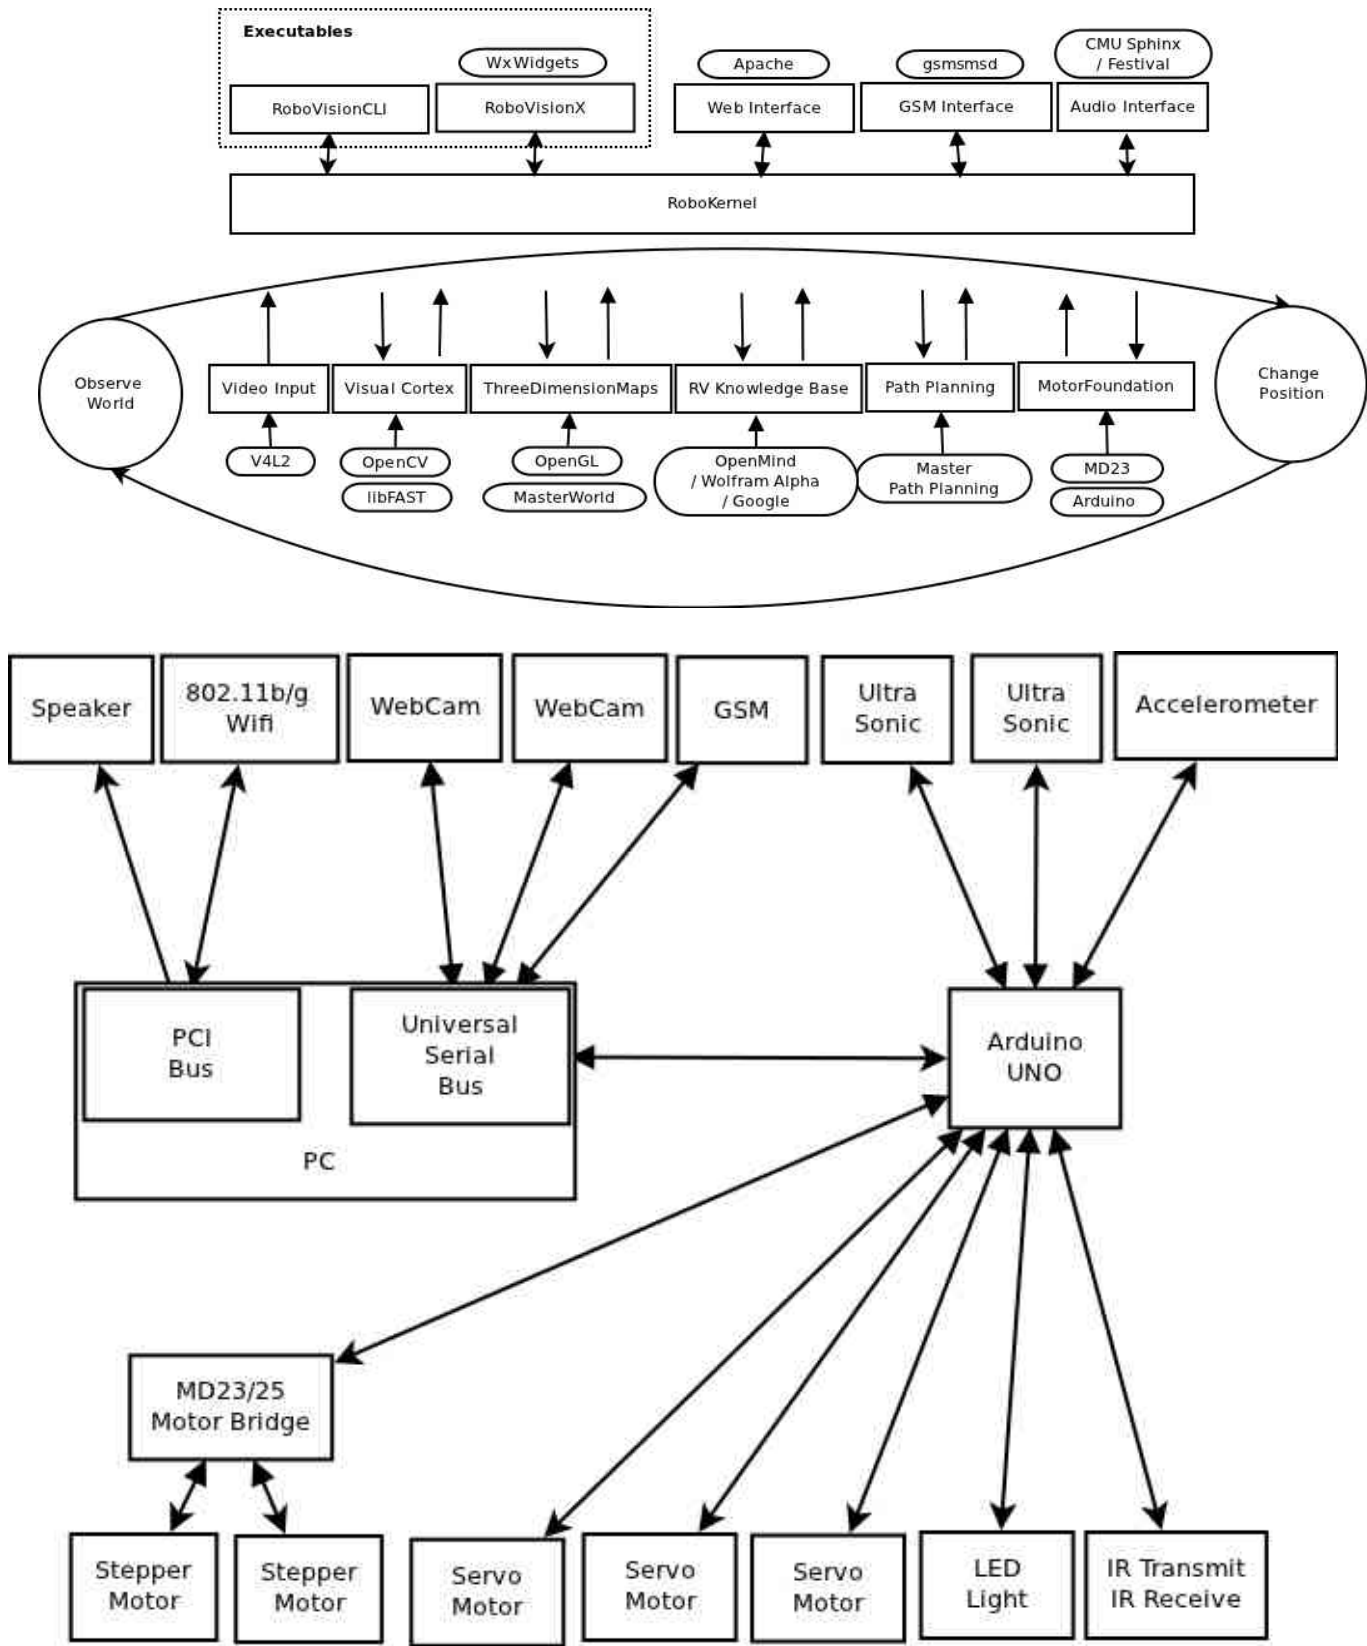 Executables
WxWidgets
Apache
gsmsmsd
CMU Sphinx
/ Festival
RoboVisionCLI
RoboVisionX
Web Interface
GSM Interface
Audio Interface
RoboKernel
Observe
World
Change
Position
Video Input
Visual Cortex
ThreeDimensionMaps
RV Knowledge Base
Path Planning
MotorFoundation
V4L2
OpenCV
libFAST
OpenGL
MasterWorld
OpenMind
/ Wolfram Alpha
/ Google
Master
Path Planning
MD23
Arduino
Speaker
802.11b/g
Wifi
WebCam
WebCam
GSM
Ultra
Sonic
Ultra
Sonic
Accelerometer
PCI
Bus
Universal
Serial
Bus
PC
Arduino
UNO
MD23/25
Motor Bridge
Stepper
Motor
Stepper
Motor
Servo
Motor
Servo
Motor
Servo
Motor
LED
Light
IR Transmit
IR Receive